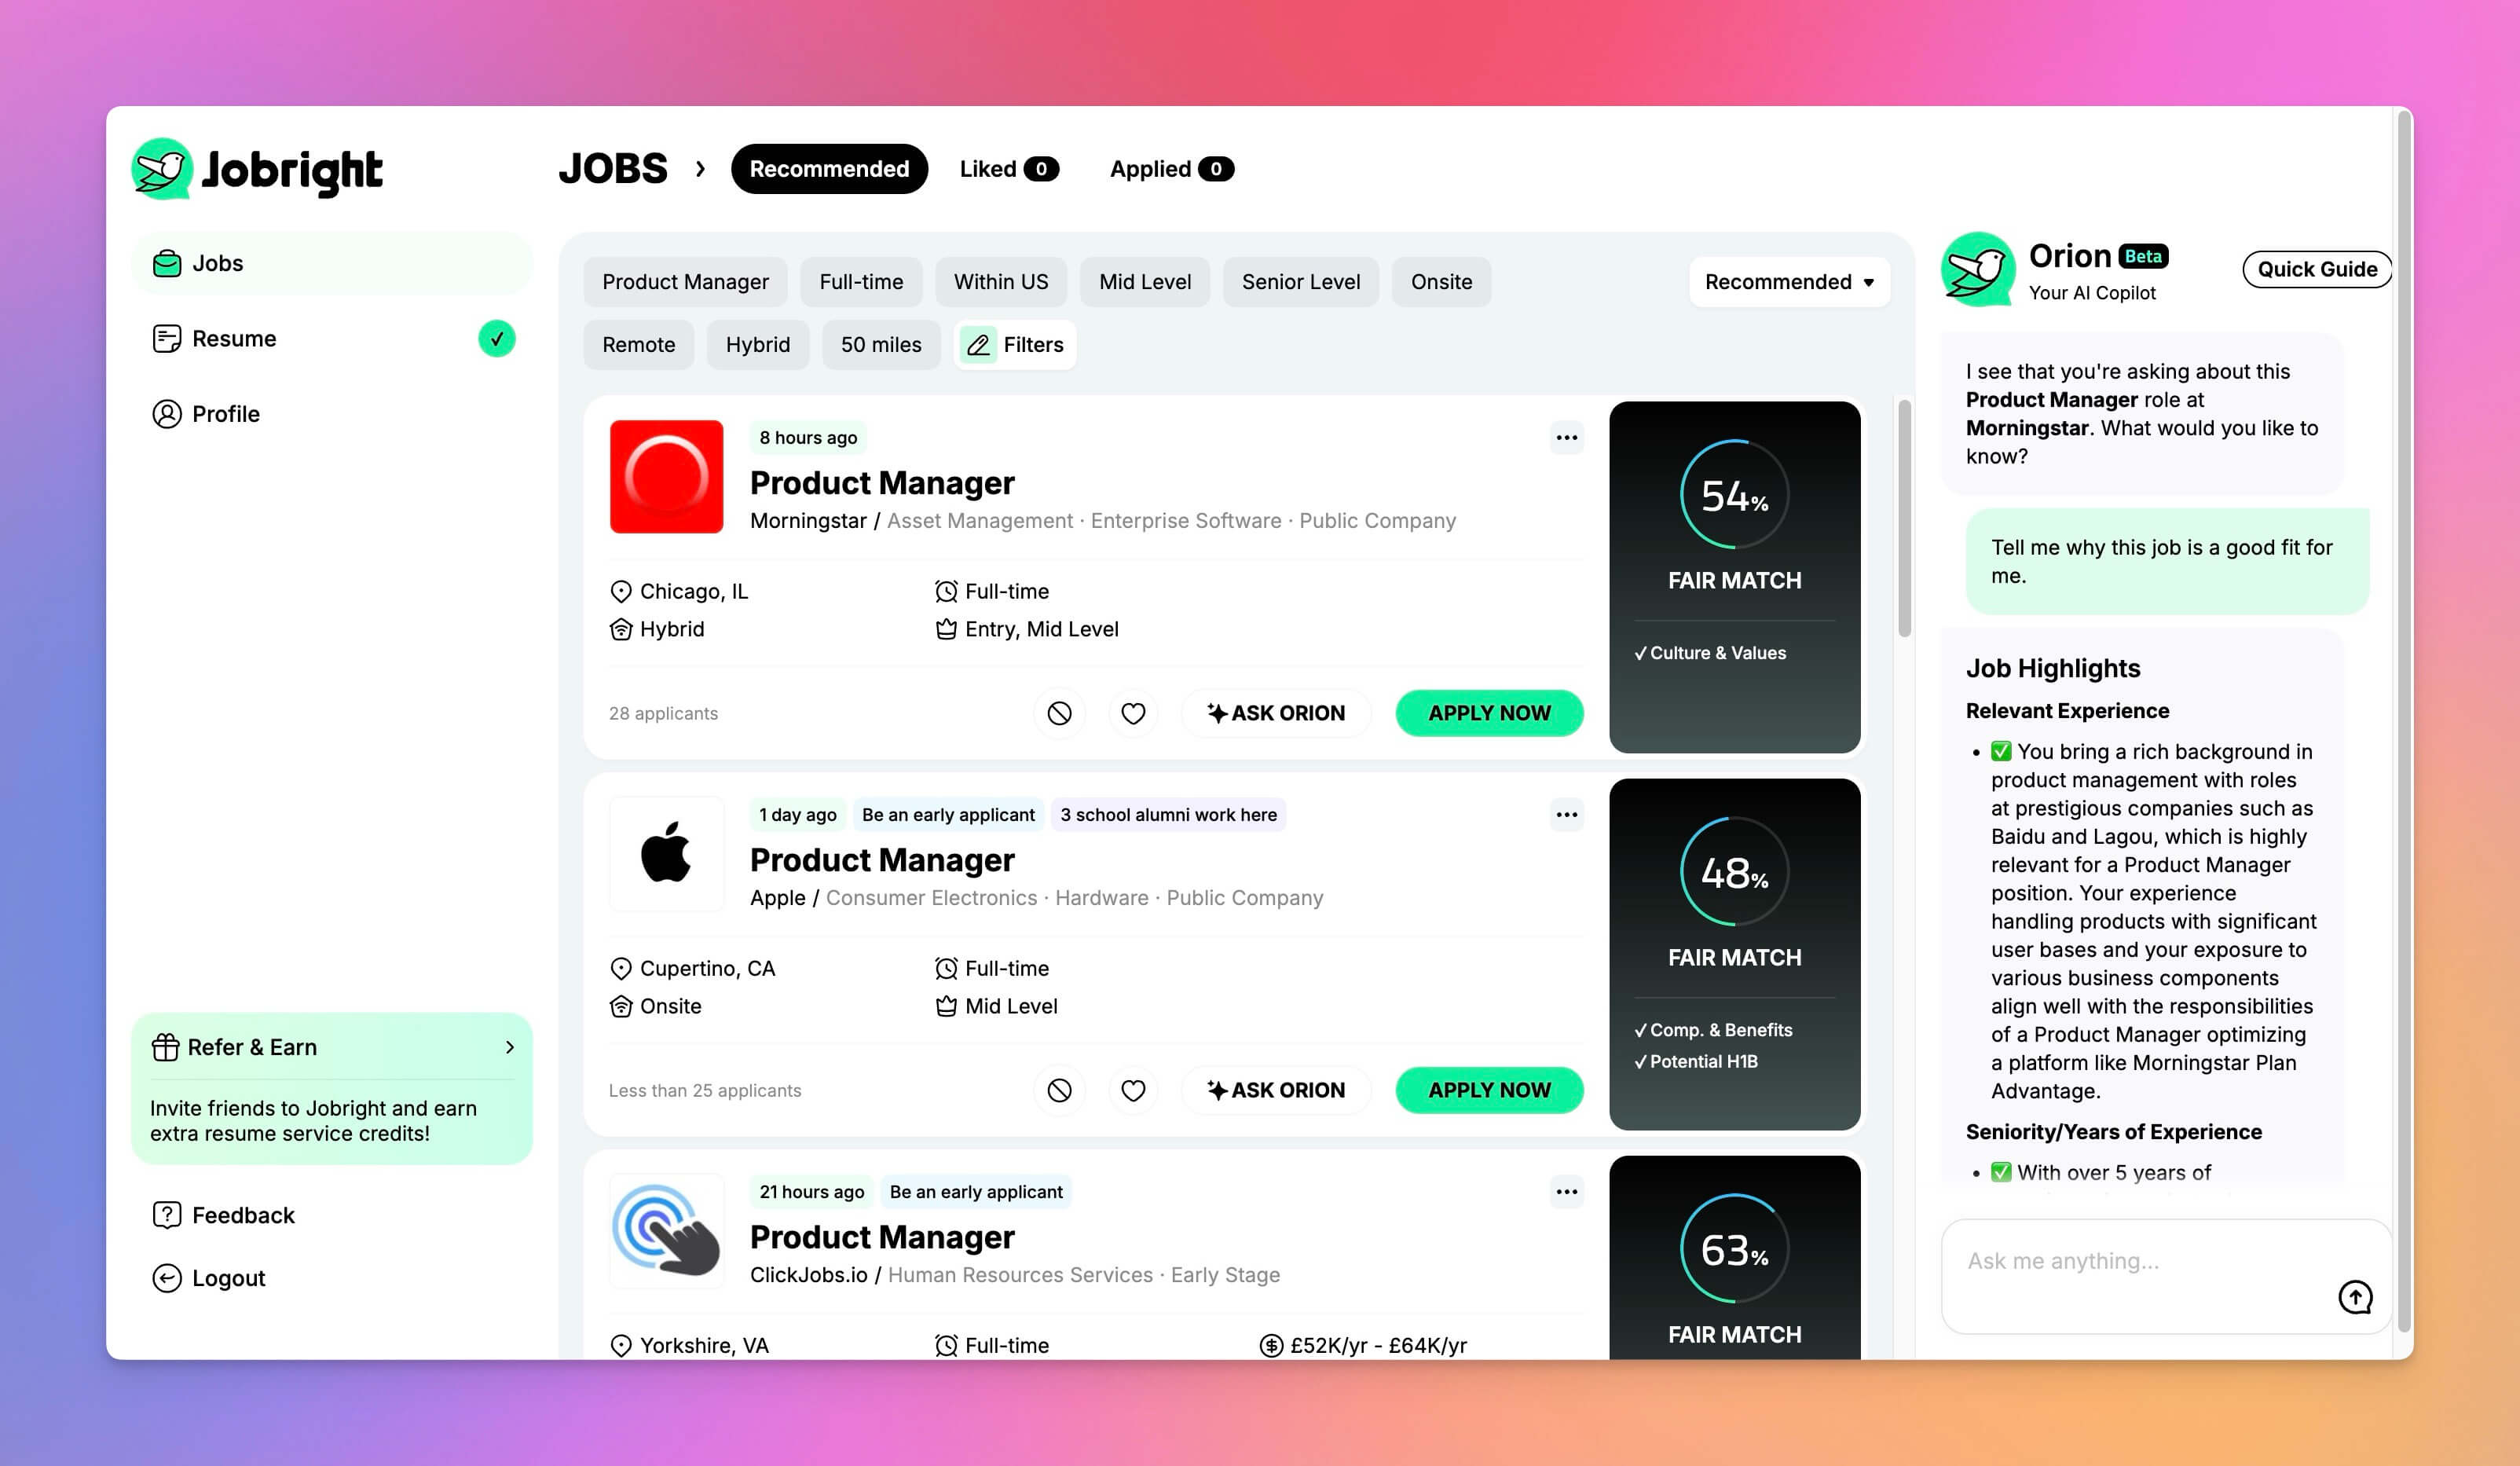 Jobright
Jobs
Resume
Profile
Refer & Earn
Invite friends to Jobright and earn
extra resume service credits!
Feedback
Logout
JOBS
Recommended
Liked 0
Applied 0
Product Manager
Full-time
Within US
Mid Level
Senior Level
Onsite
Recommended
Remote
Hybrid
50 miles
Filters
8 hours ago
Product Manager
Morningstar / Asset Management · Enterprise Software · Public Company
Chicago, IL
Full-time
Hybrid
Entry, Mid Level
28 applicants
ASK ORION
APPLY NOW
54%
FAIR MATCH
✓ Culture & Values
1 day ago
Be an early applicant
3 school alumni work here
Product Manager
Apple / Consumer Electronics · Hardware · Public Company
Cupertino, CA
Full-time
Onsite
Mid Level
Less than 25 applicants
ASK ORION
APPLY NOW
48%
FAIR MATCH
✓ Comp. & Benefits
✓ Potential H1B
21 hours ago
Be an early applicant
Product Manager
ClickJobs.io / Human Resources Services · Early Stage
Yorkshire, VA
Full-time
£52K/yr - £64K/yr
63%
FAIR MATCH
Orion Beta
Your AI Copilot
Quick Guide
I see that you're asking about this
Product Manager role at
Morningstar. What would you like to
know?
Tell me why this job is a good fit for
me.
Job Highlights
Relevant Experience
• ✅ You bring a rich background in
product management with roles
at prestigious companies such as
Baidu and Lagou, which is highly
relevant for a Product Manager
position. Your experience
handling products with significant
user bases and your exposure to
various business components
align well with the responsibilities
of a Product Manager optimizing
a platform like Morningstar Plan
Advantage.
Seniority/Years of Experience
• ✅ With over 5 years of
Ask me anything...